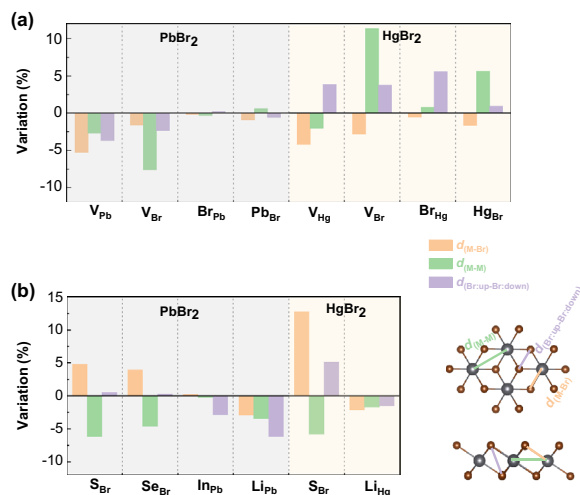 (a)
PbBr2
HgBr2
Variation (%)
10
5
0
-5
-10
VPb
VBr
BrPb
PbBr
VHg
VBr
BrHg
HgBr
d(M-Br)
d(M-M)
d(Br:up-Br:down)
(b)
PbBr2
HgBr2
Variation (%)
15
10
5
0
-5
-10
SBr
SeBr
InPb
LiPb
SBr
LiHg
d(M-M)
d(Br:up-Br:down)
d(M-Br)